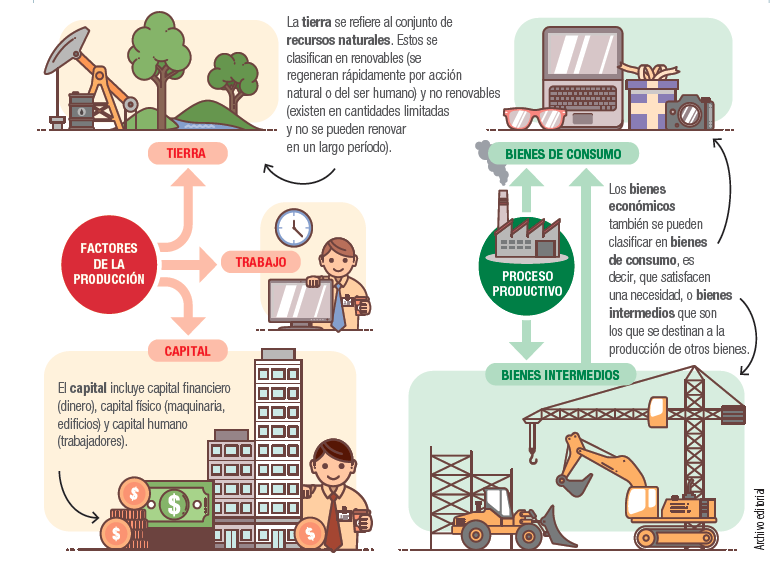 La tierra se refiere al conjunto de
recursos naturales. Estos se
clasifican en renovables (se
regeneran rápidamente por acción
natural o del ser humano) y no renovables
(existen en cantidades limitadas
y no se pueden renovar
en un largo período).
TIERRA
FACTORES
DE LA
PRODUCCIÓN
TRABAJO
CAPITAL
El capital incluye capital financiero
(dinero), capital físico (maquinaria,
edificios) y capital humano
(trabajadores).
$
$
$
$
BIENES DE CONSUMO
PROCESO
PRODUCTIVO
Los bienes
económicos
también se pueden
clasificar en bienes
de consumo, es
decir, que satisfacen
una necesidad, o bienes
intermedios que son
los que se destinan a la
producción de otros bienes.
BIENES INTERMEDIOS
Archivo editorial